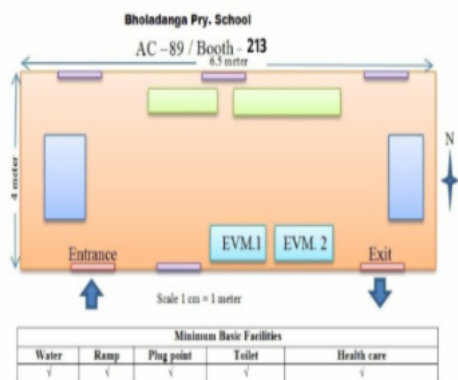 Bholadanga Pry. School
AC -89 / Booth - 213
6.5 meter
4 meter
N
EVM.1 EVM. 2
Entrance Exit
Scale 1 cm = 1 meter
Minimum Basic Facilities
Water Ramp Plug point Toilet Health care
√ √ √ √ √